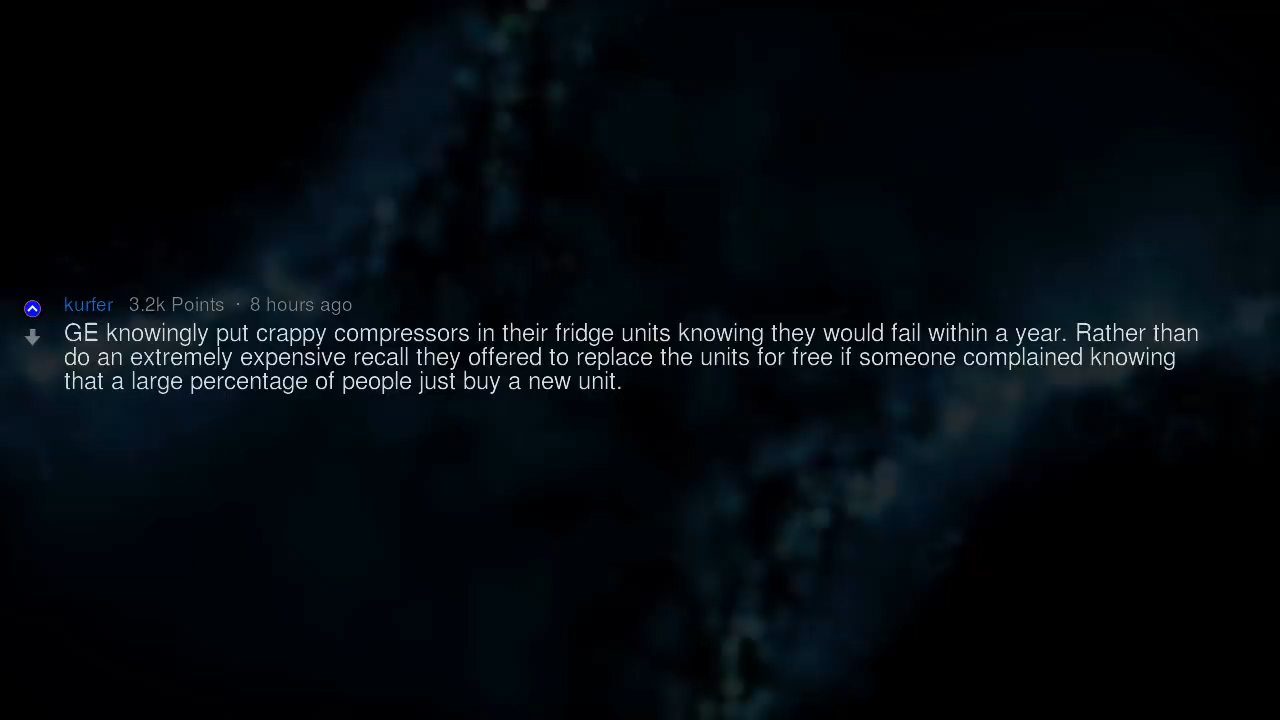 kurfer 3.2k Points · 8 hours ago
GE knowingly put crappy compressors in their fridge units knowing they would fail within a year. Rather than
do an extremely expensive recall they offered to replace the units for free if someone complained knowing
that a large percentage of people just buy a new unit.